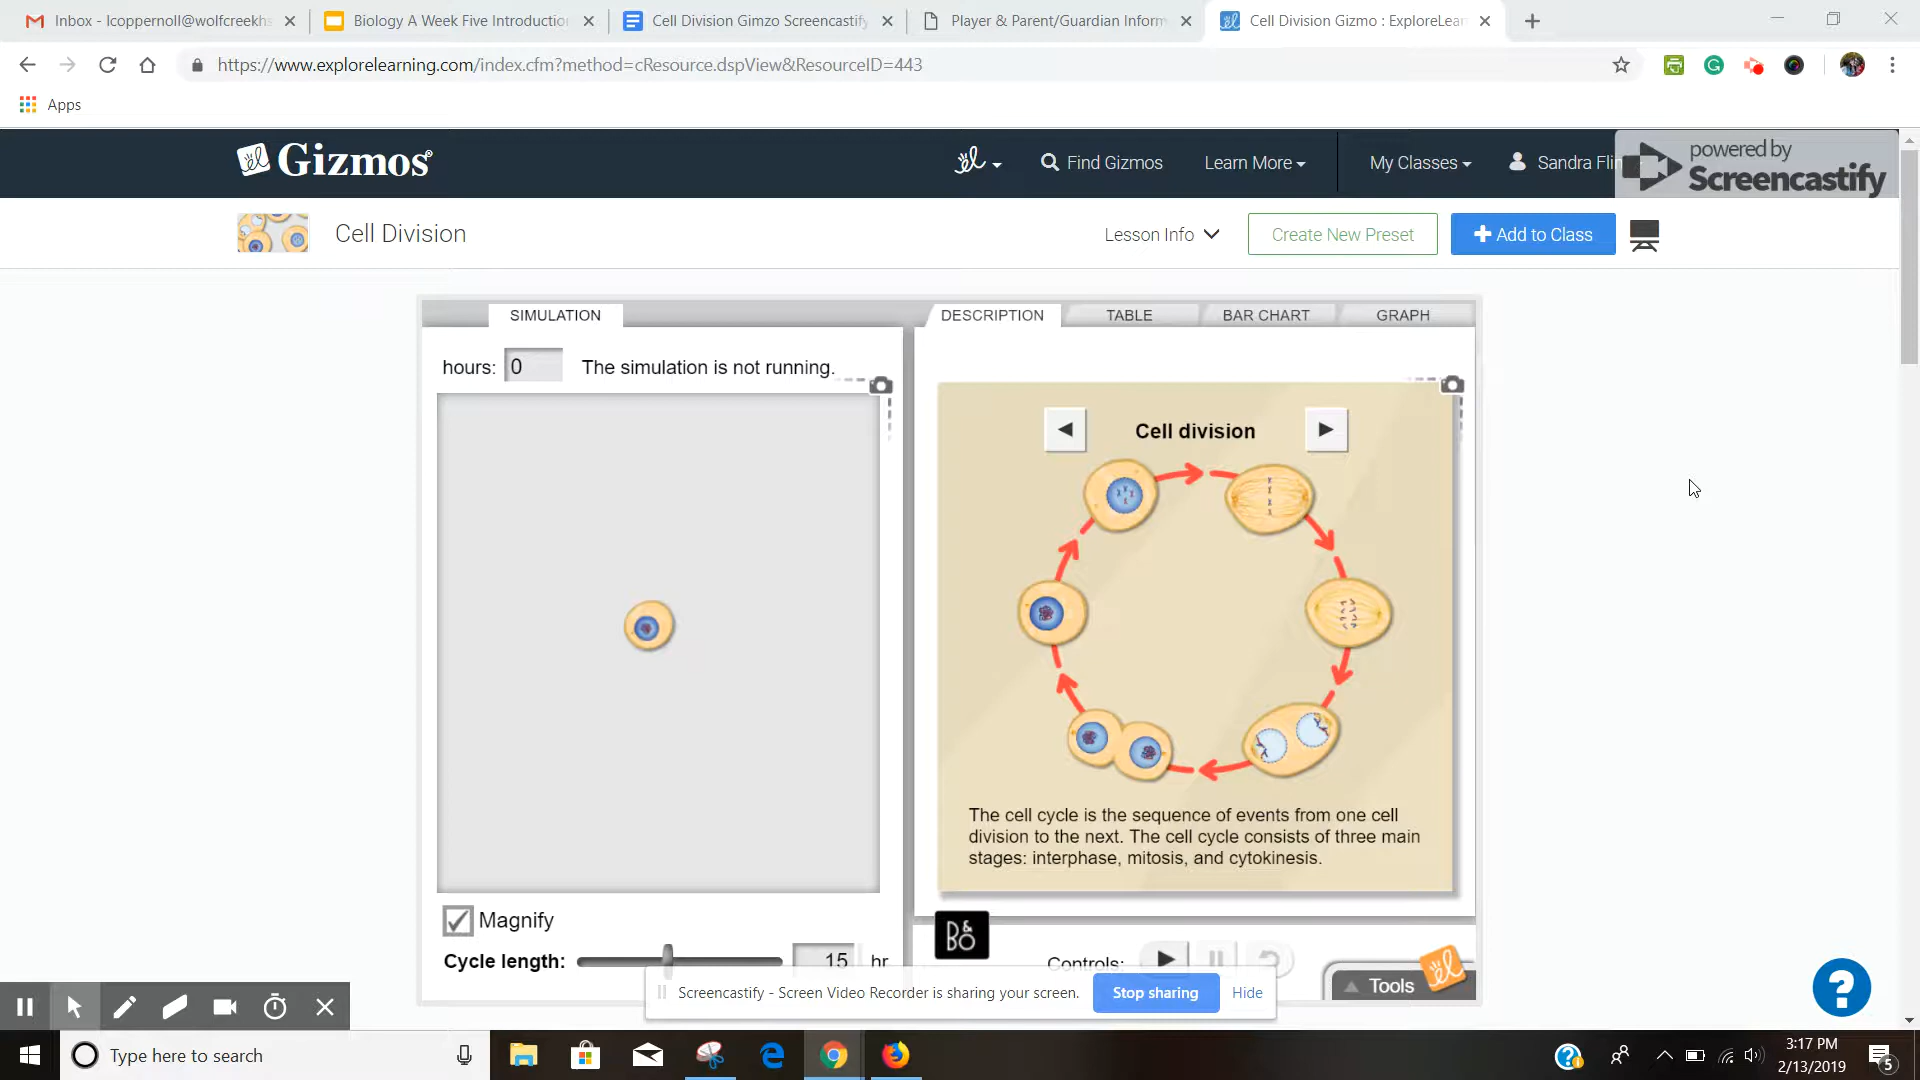 Inbox - lcoppernoll@wolfcreekhs
Biology A Week Five Introductio
Cell Division Gimzo Screencastify
Player & Parent/Guardian Inform
Cell Division Gizmo : ExploreLear
https://www.explorelearning.com/index.cfm?method=cResource.dspView&ResourceID=443
Apps
Gizmos
Find Gizmos
Learn More
My Classes
Sandra Flin
powered by
Screencastify
Cell Division
Lesson Info
Create New Preset
Add to Class
SIMULATION
DESCRIPTION
TABLE
BAR CHART
GRAPH
hours: 0 The simulation is not running.
Cell division
The cell cycle is the sequence of events from one cell
division to the next. The cell cycle consists of three main
stages: interphase, mitosis, and cytokinesis.
Magnify
B&O
Cycle length: 15 hr
Controls:
Tools
Screencastify - Screen Video Recorder is sharing your screen.
Stop sharing
Hide
Type here to search
3:17 PM
2/13/2019
5